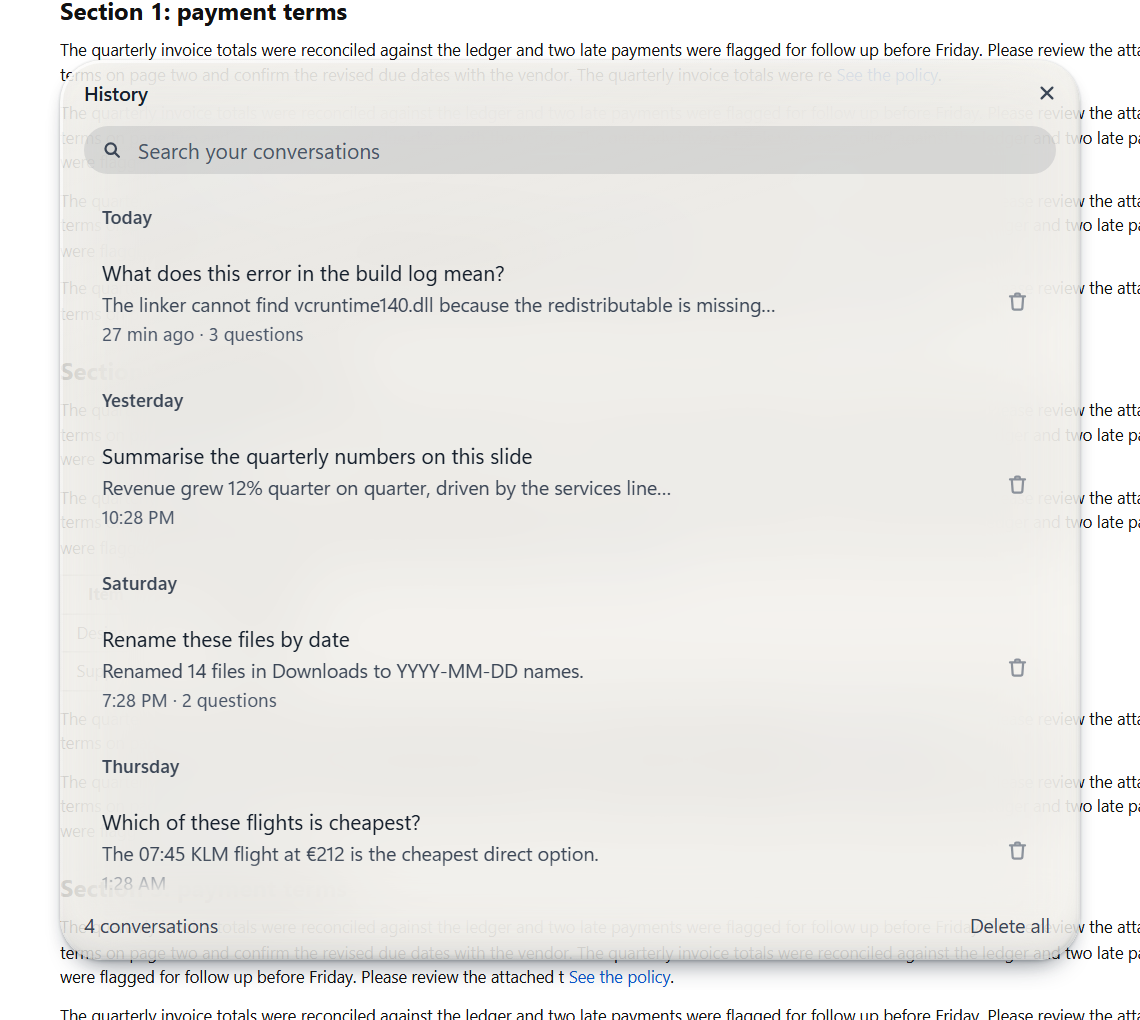 Section 1: payment terms
The quarterly invoice totals were reconciled against the ledger and two late payments were flagged for follow up before Friday. Please review the atta
terms on page two and confirm the revised due dates with the vendor. The quarterly invoice totals were re See the policy.
History
Search your conversations
Today
What does this error in the build log mean?
The linker cannot find vcruntime140.dll because the redistributable is missing...
27 min ago · 3 questions
Yesterday
Summarise the quarterly numbers on this slide
Revenue grew 12% quarter on quarter, driven by the services line...
10:28 PM
Saturday
Rename these files by date
Renamed 14 files in Downloads to YYYY-MM-DD names.
7:28 PM · 2 questions
Thursday
Which of these flights is cheapest?
The 07:45 KLM flight at €212 is the cheapest direct option.
1:28 AM
4 conversations
Delete all
terms on page two and confirm the revised due dates with the vendor. The quarterly invoice totals were reconciled against the ledger and two late pa
were flagged for follow up before Friday. Please review the attached t See the policy.
The quarterly invoice totals were reconciled against the ledger and two late payments were flagged for follow up before Friday. Please review the atta